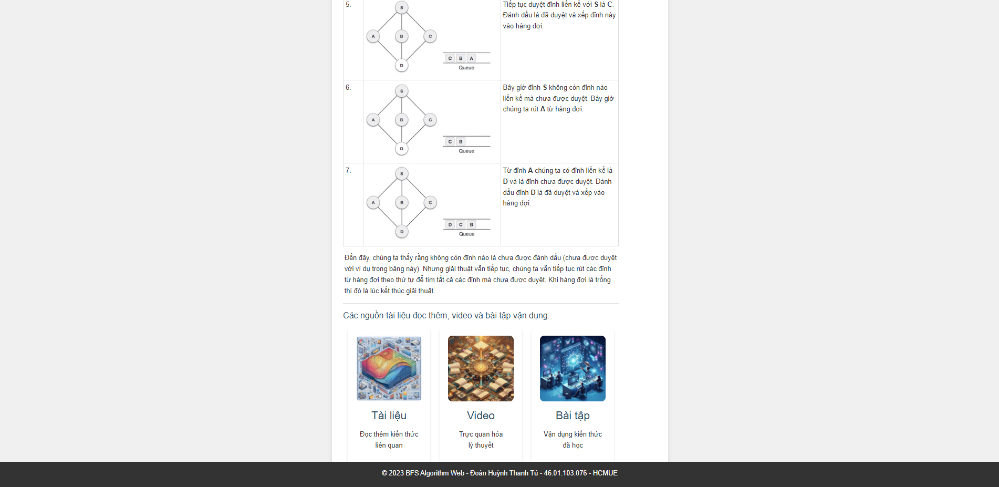 5.
S
A B C
D
C B A
Queue
Tiếp tục duyệt đỉnh liền kề với S là C.
Đánh dấu là đã duyệt và xếp đỉnh này
vào hàng đợi.
6.
S
A B C
D
C B
Queue
Bây giờ đỉnh S không còn đỉnh nào
liền kề mà chưa được duyệt. Bây giờ
chúng ta rút A từ hàng đợi.
7.
S
A B C
D
D C B
Queue
Từ đỉnh A chúng ta có đỉnh liền kề là
D và là đỉnh chưa được duyệt. Đánh
dấu đỉnh D là đã duyệt và xếp vào
hàng đợi.
Đến đây, chúng ta thấy rằng không còn đỉnh nào là chưa được đánh dấu (chưa được duyệt
với ví dụ trong bảng này). Nhưng giải thuật vẫn tiếp tục, chúng ta vẫn tiếp tục rút các đỉnh
từ hàng đợi theo thứ tự để tìm tất cả các đỉnh mà chưa được duyệt. Khi hàng đợi là trống
thì đó là lúc kết thúc giải thuật.
Các nguồn tài liệu đọc thêm, video và bài tập vận dụng:
Tài liệu
Đọc thêm kiến thức
liên quan
Video
Trực quan hóa
lý thuyết
Bài tập
Vận dụng kiến thức
đã học
© 2023 BFS Algorithm Web - Đoàn Huỳnh Thanh Tú - 46.01.103.076 - HCMUE